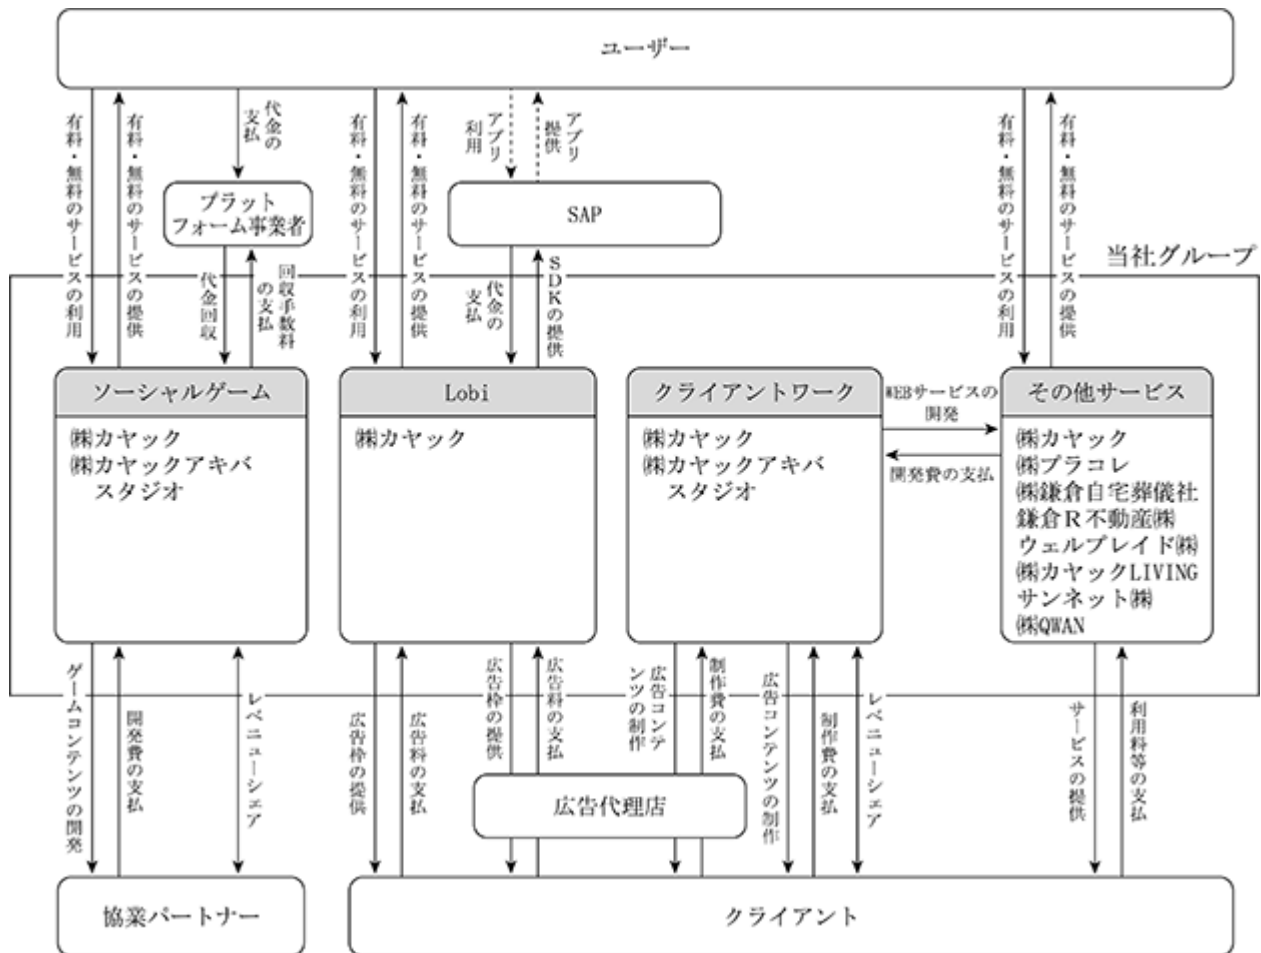 ユーザー
有料・無料のサービスの利用
有料・無料のサービスの提供
代金の
支払
有料・無料のサービスの利用
有料・無料のサービスの提供
アプリ
利用
アプリ
提供
有料・無料のサービスの利用
有料・無料のサービスの提供
プラット
フォーム事業者
SAP
当社グループ
代金回収
回収手数料
の支払
代金の
支払
SDKの提供
ソーシャルゲーム
㈱カヤック
㈱カヤックアキバ
スタジオ
Lobi
㈱カヤック
クライアントワーク
㈱カヤック
㈱カヤックアキバ
スタジオ
WEBサービスの
開発
開発費の支払
その他サービス
㈱カヤック
㈱プラコレ
㈱鎌倉自宅葬儀社
鎌倉R不動産㈱
ウェルプレイド㈱
㈱カヤックLIVING
サンネット㈱
㈱QWAN
ゲームコンテンツの開発
開発費の支払
レベニューシェア
広告枠の提供
広告料の支払
広告枠の提供
広告料の支払
広告コンテ
ンツの制作
制作費の支払
広告コンテンツの制作
制作費の支払
レベニューシェア
サービスの提供
利用料等の支払
広告代理店
協業パートナー
クライアント